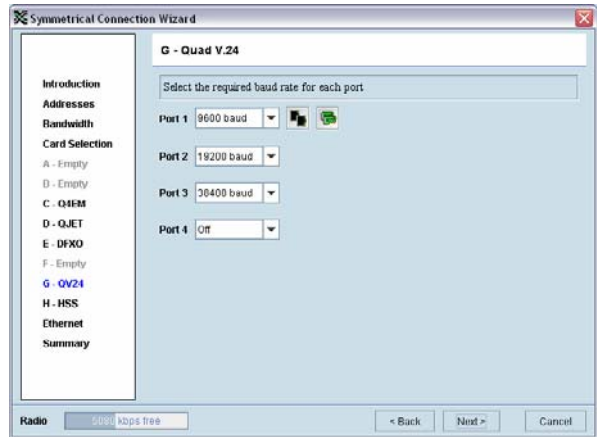 Symmetrical Connection Wizard
G - Quad V.24
Introduction
Addresses
Bandwidth
Card Selection
A - Empty
B - Empty
C - Q4EM
D - QJET
E - DFXO
F - Empty
G - QV24
H - HSS
Ethernet
Summary
Select the required baud rate for each port
Port 1 9600 baud
Port 2 19200 baud
Port 3 38400 baud
Port 4 Off
Radio kbps free
< Back Next > Cancel